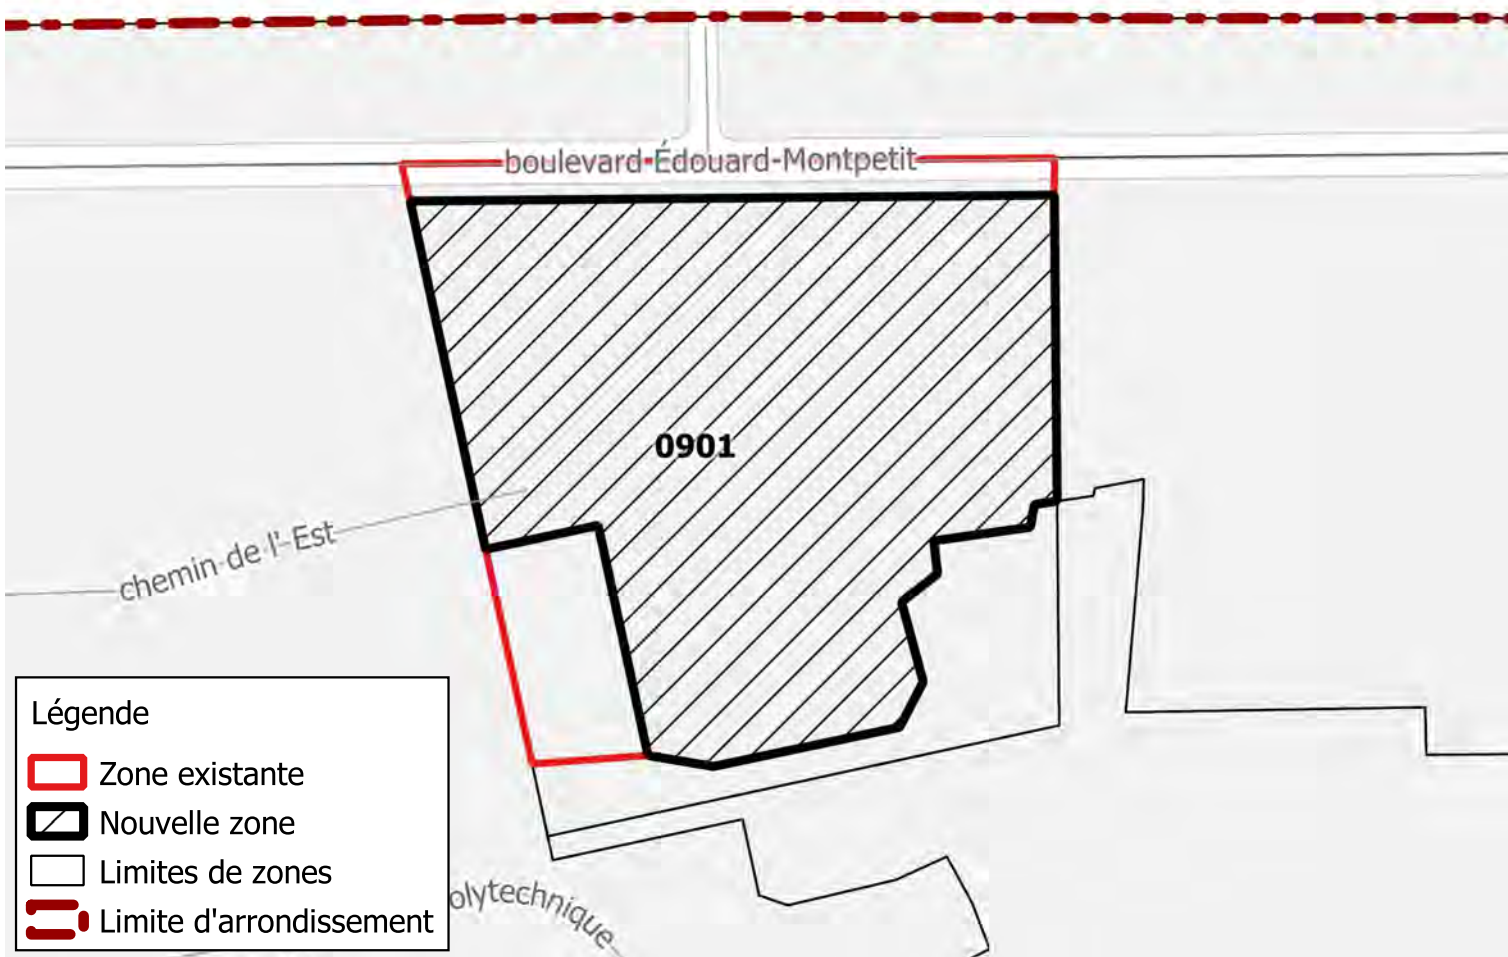 boulevard Édouard-Montpetit
0901
chemin de l'Est
Légende
Zone existante
Nouvelle zone
Limites de zones
Limite d'arrondissement
olytechnique